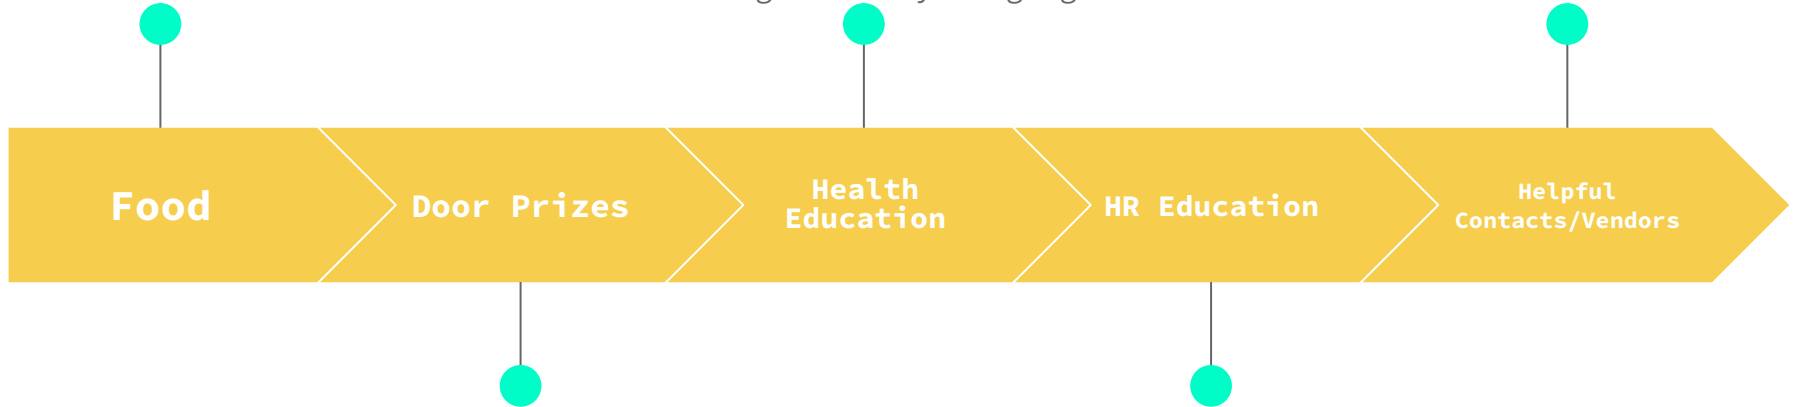 Food
Door Prizes
Health
Education
HR Education
Helpful
Contacts/Vendors